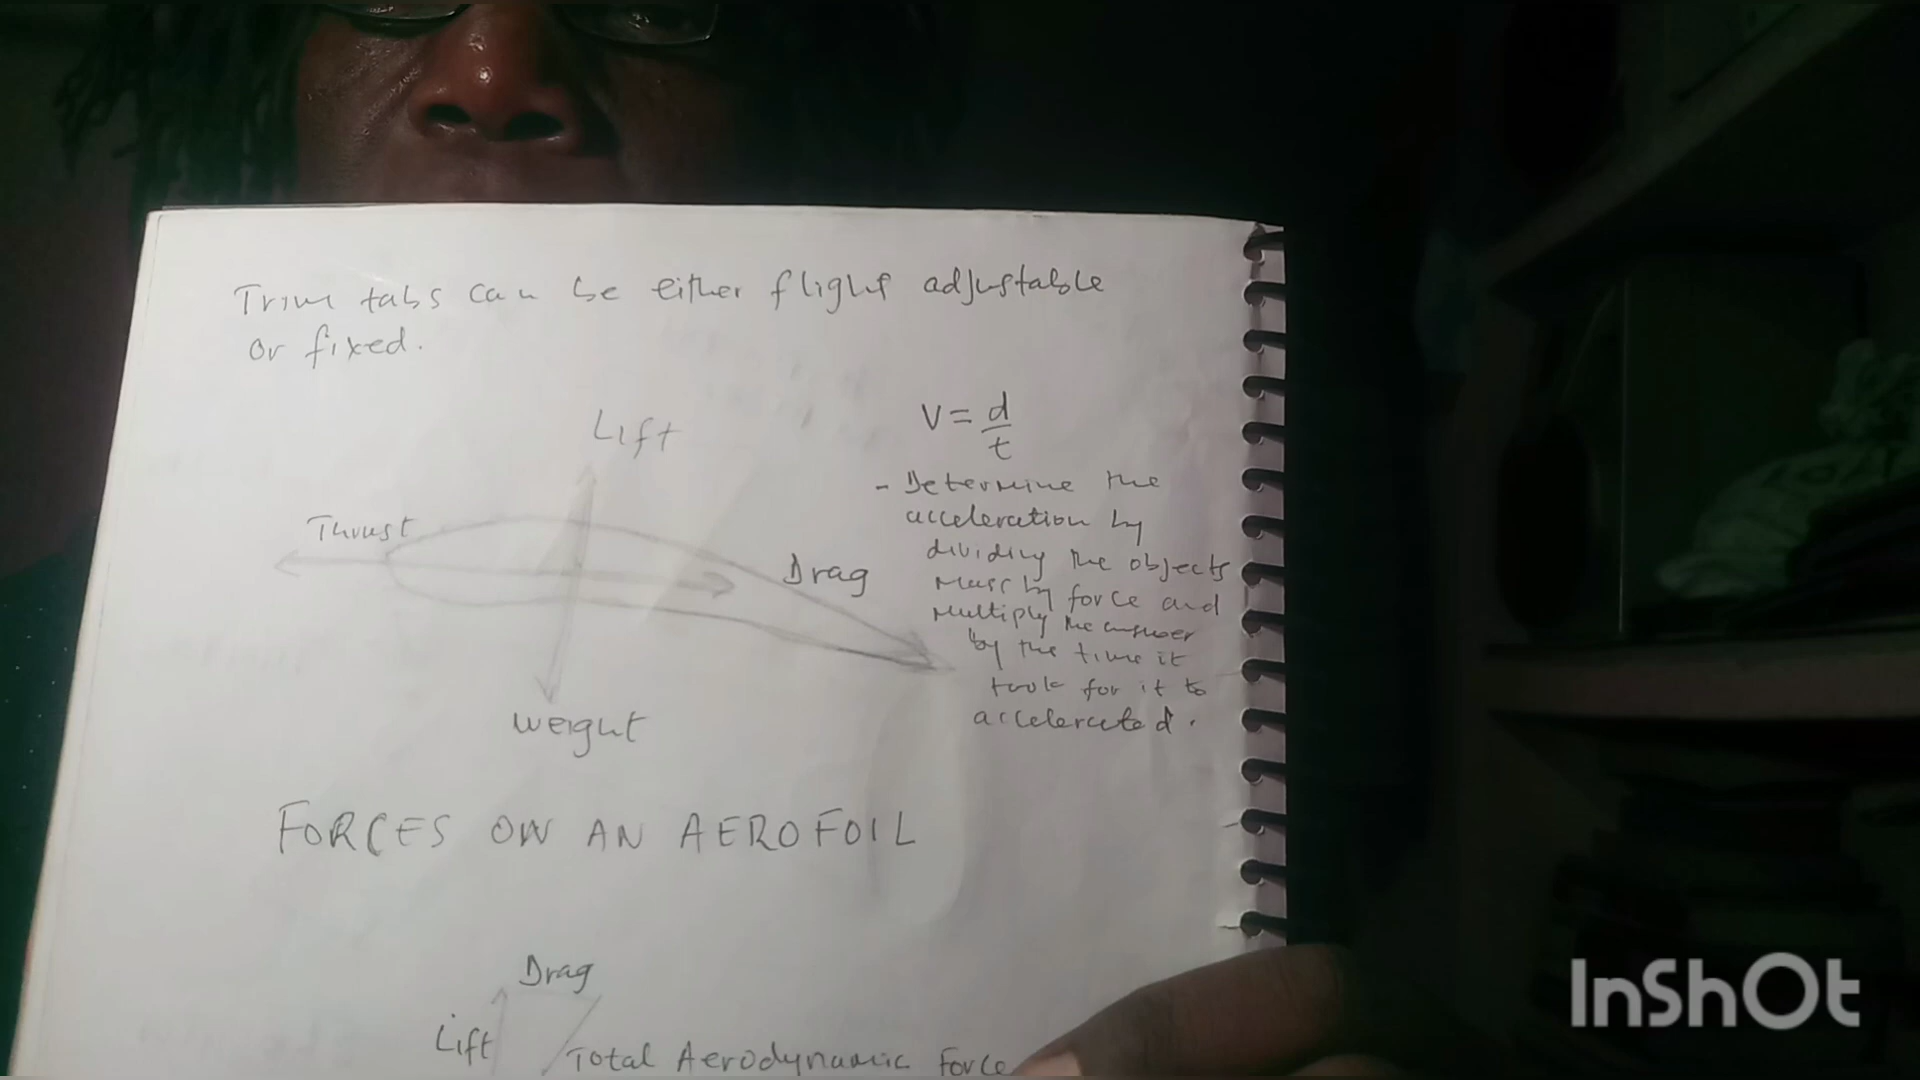 Trim tabs can be either flight adjustable
or fixed.
Lift
Thrust
Drag
Weight
V = d
t
- Determine the
acceleration by
dividing the objects
mass by force and
multiply the answer
by the time it
took for it to
accelerated.
FORCES ON AN AEROFOIL
Drag
Lift
Total Aerodynamic Force
InShOt